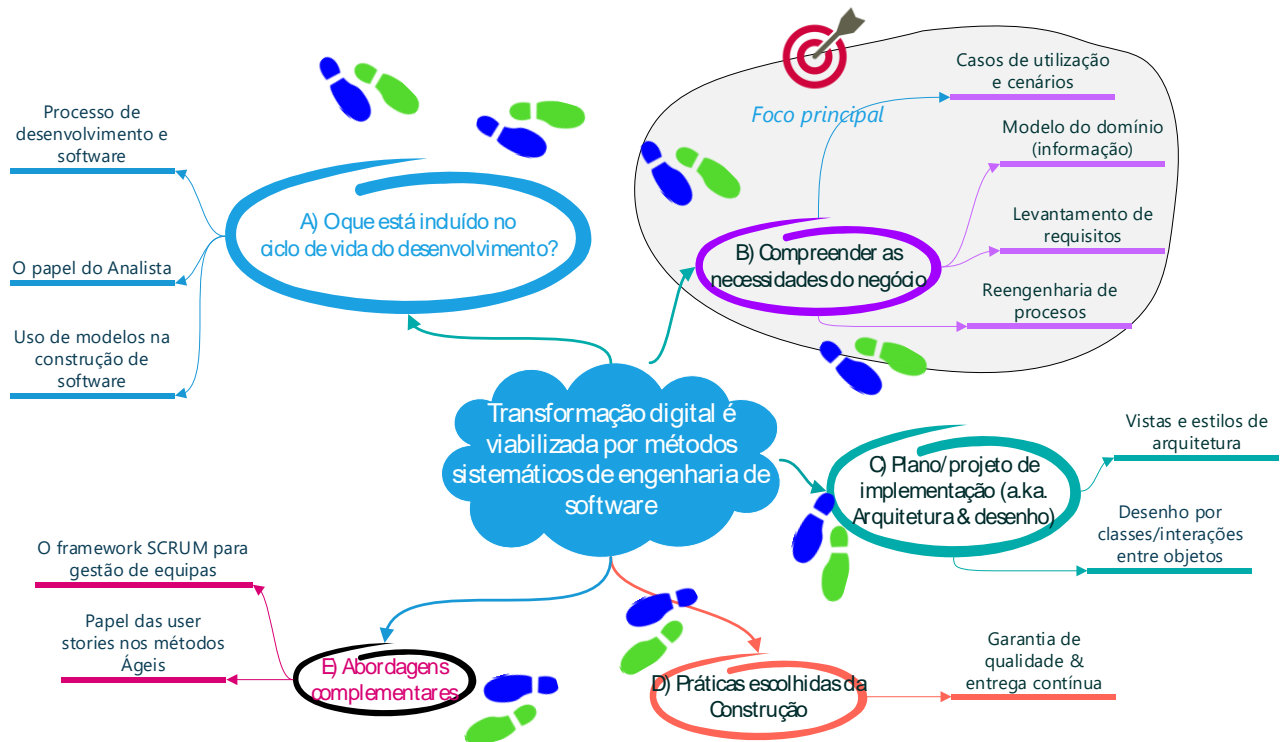 Processo de
desenvolvimento e
software
O papel do Analista
Uso de modelos na
construção de
software
A) O que está induído no
ciclo de vida do desenvolvimento?
Foco principal
Casos de utilização
e cenários
Modelo do domínio
(informação)
Levantamento de
requisitos
Reengenharia de
procesos
B) Compreender as
necessidades do negócio
Transformação digital é
viabilizada por métodos
sistemáticos de engenharia de
software
C) Plano/projeto de
implementação (a.ka.
Arquitetura & desenho)
Vistas e estilos de
arquitetura
Desenho por
classes/interações
entre objetos
O framework SCRUM para
gestão de equipas
Papel das user
stories nos métodos
Ágeis
E) Abordagens
complementares
D) Práticas escolhidas da
Construção
Garantia de
qualidade &
entrega contínua